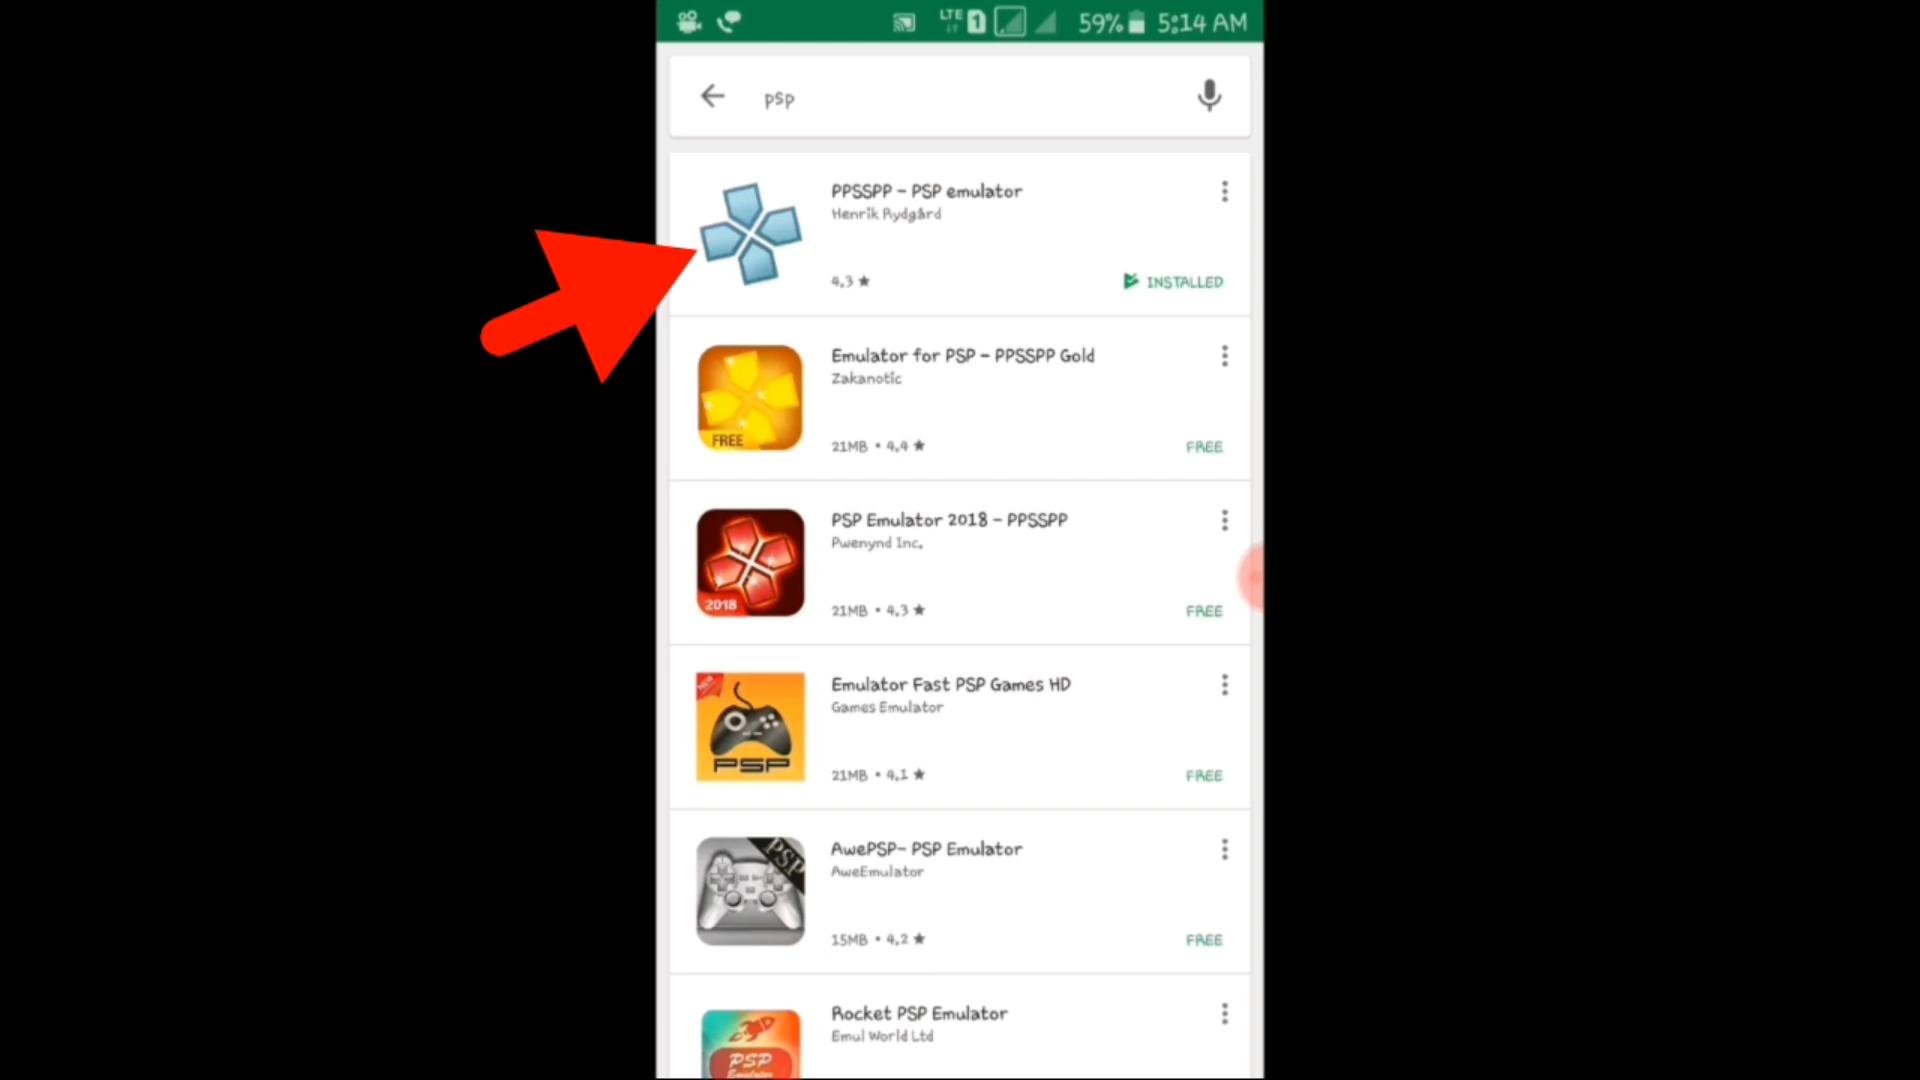 LTE 1 59% 5:14 AM
psp
PPSSPP - PSP emulator
Henrik Rydgård
4.3 ★
INSTALLED
Emulator for PSP - PPSSPP Gold
Zakanotic
FREE
21MB • 4.4 ★
FREE
PSP Emulator 2018 - PPSSPP
Pwenynd Inc.
2018
21MB • 4.3 ★
FREE
Emulator Fast PSP Games HD
Games Emulator
PSP
21MB • 4.1 ★
FREE
AwePSP- PSP Emulator
AweEmulator
PSP
15MB • 4.2 ★
FREE
Rocket PSP Emulator
Emul World Ltd
PSP
Emulator